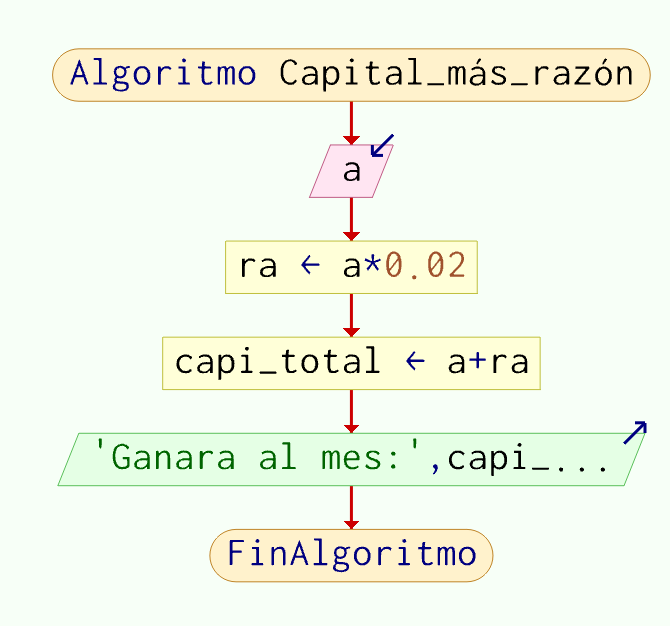 Algoritmo Capital_más_razón
a
ra ← a*0.02
capi_total ← a+ra
'Ganara al mes:',capi_...
FinAlgoritmo